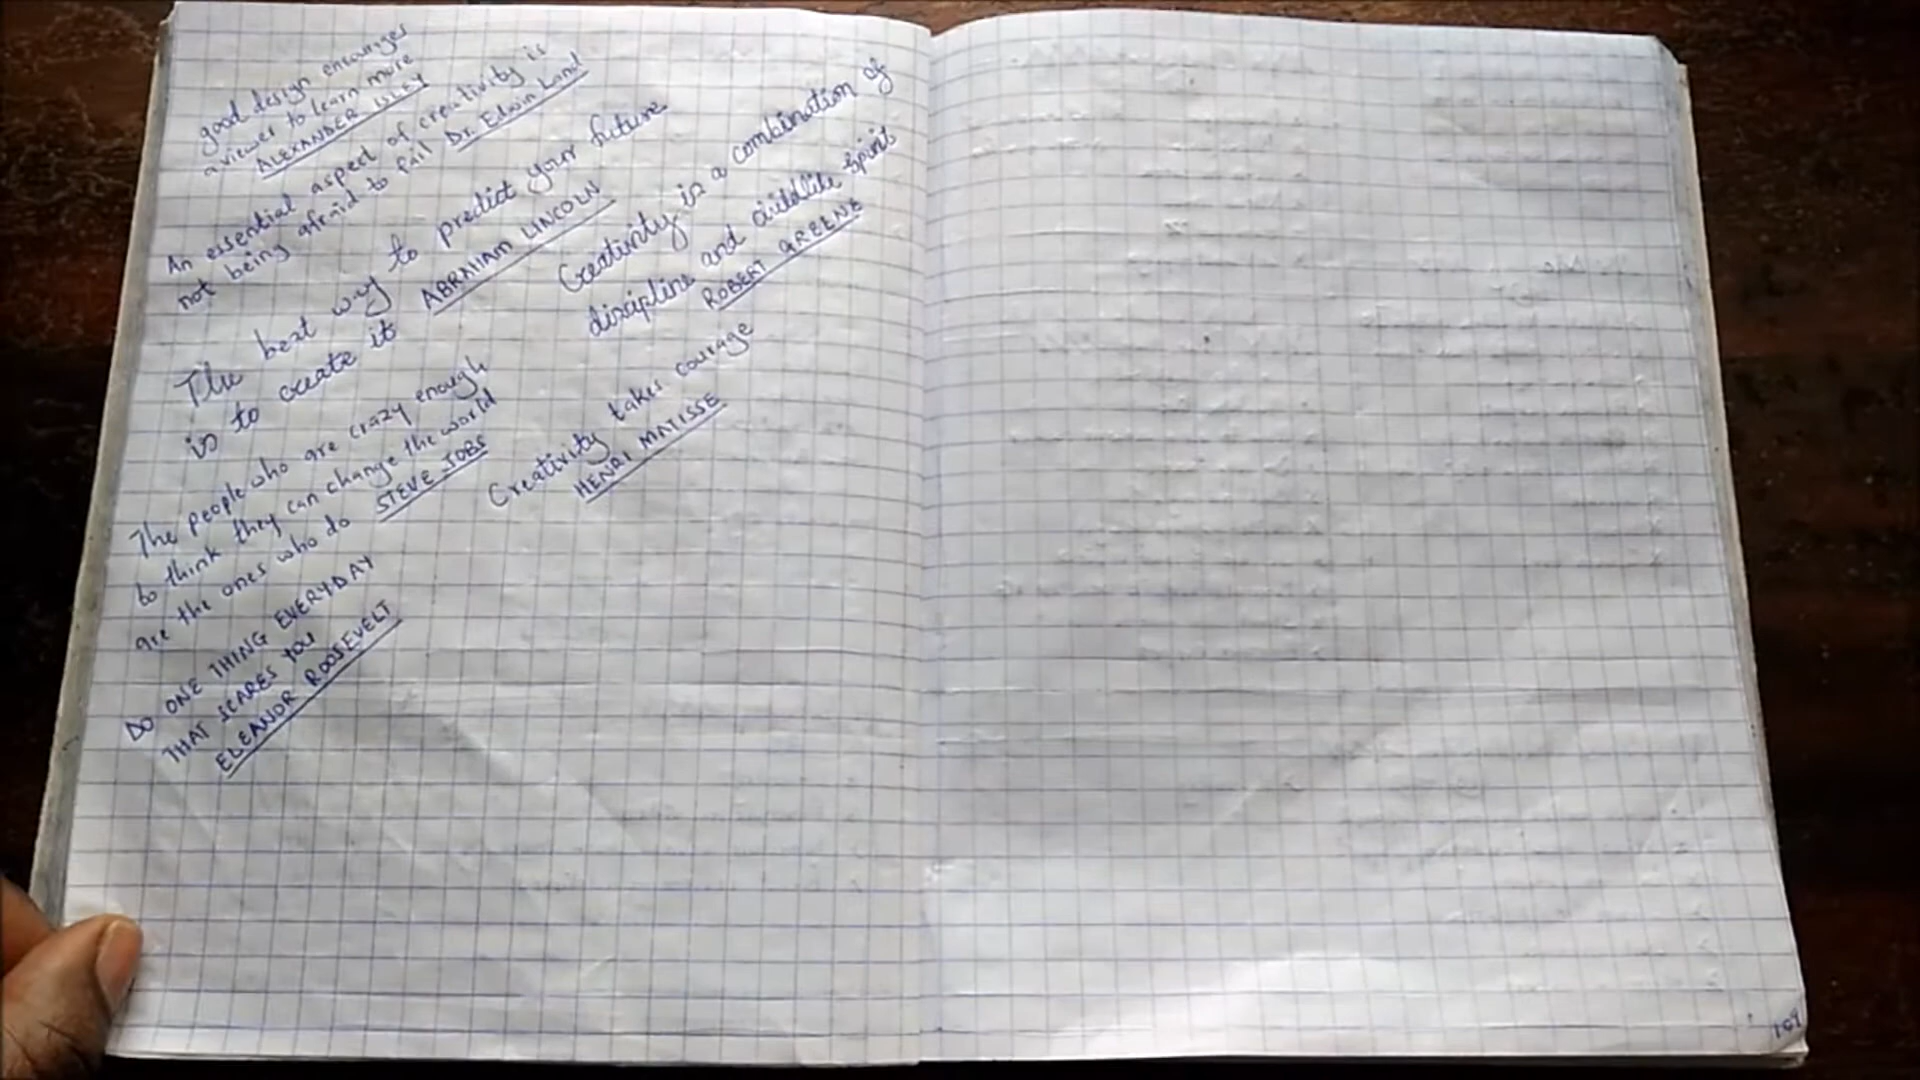 good design encourages
a viewer to learn more
ALEXANDER ISLEY
An essential aspect of creativity is
not being afraid to fail Dr. Edwin Land
The best way to predict your future
is to create it ABRAHAM LINCOLN
Creativity is a combination of
discipline and childlike spirit
ROBERT GREENE
The people who are crazy enough
to think they can change the world
are the ones who do STEVE JOBS
Creativity takes courage
HENRI MATISSE
DO ONE THING EVERYDAY
THAT SCARES YOU
ELEANOR ROOSEVELT